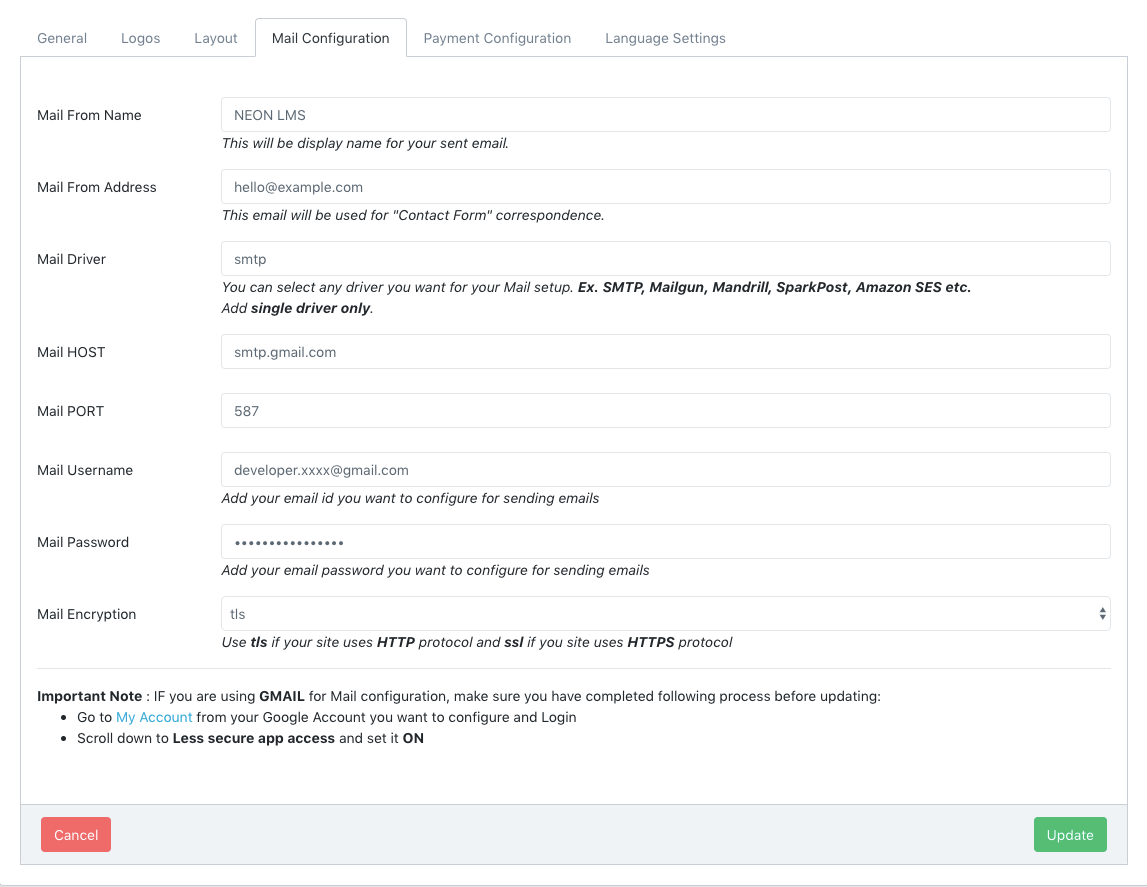 General Logos Layout Mail Configuration Payment Configuration Language Settings
Mail From Name NEON LMS
This will be display name for your sent email.
Mail From Address hello@example.com
This email will be used for "Contact Form" correspondence.
Mail Driver smtp
You can select any driver you want for your Mail setup. Ex. SMTP, Mailgun, Mandrill, SparkPost, Amazon SES etc.
Add single driver only.
Mail HOST smtp.gmail.com
Mail PORT 587
Mail Username developer.xxxx@gmail.com
Add your email id you want to configure for sending emails
Mail Password ••••••••••••••••
Add your email password you want to configure for sending emails
Mail Encryption tls
Use tls if your site uses HTTP protocol and ssl if you site uses HTTPS protocol
Important Note : IF you are using GMAIL for Mail configuration, make sure you have completed following process before updating:
• Go to My Account from your Google Account you want to configure and Login
• Scroll down to Less secure app access and set it ON
Cancel Update